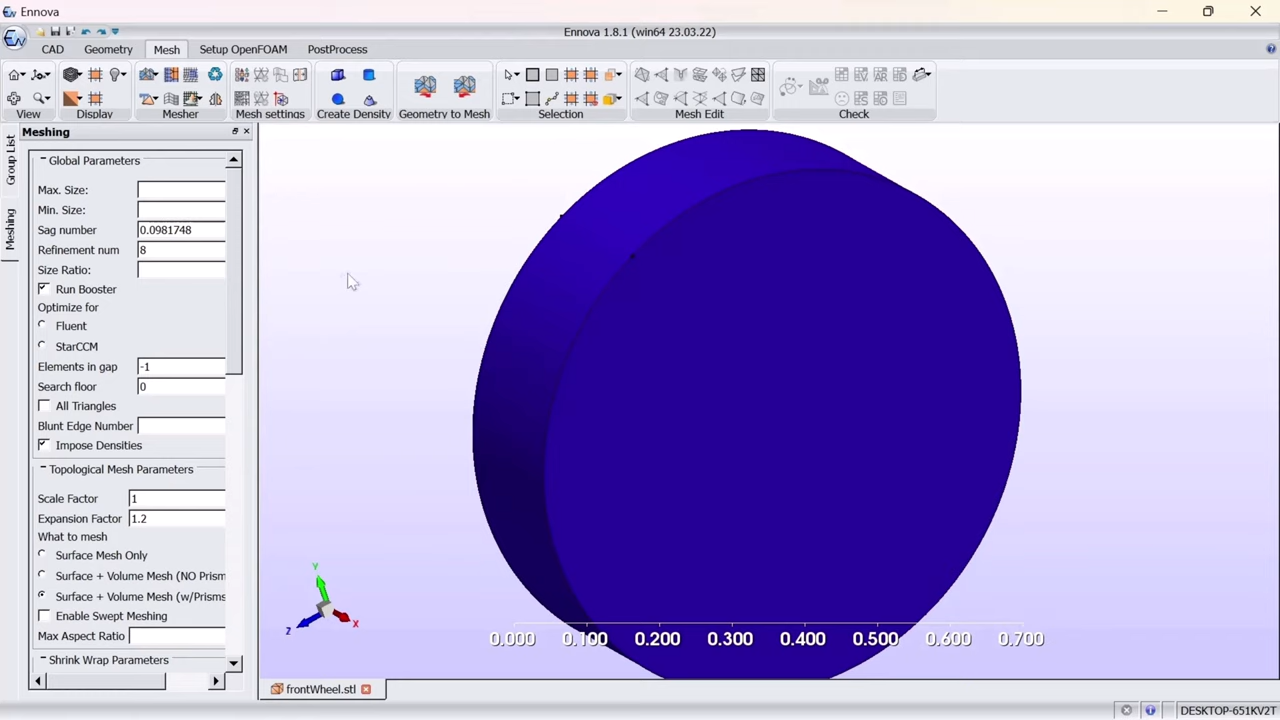 Ennova
Ennova 1.8.1 (win64 23.03.22)
CAD Geometry Mesh Setup OpenFOAM PostProcess
View Display Mesher Mesh settings Create Density Geometry to Mesh Selection Mesh Edit Check
Group List
Meshing
Meshing
Global Parameters
Max. Size:
Min. Size:
Sag number 0.0981748
Refinement num 8
Size Ratio:
Run Booster
Optimize for
Fluent
StarCCM
Elements in gap -1
Search floor 0
All Triangles
Blunt Edge Number
Impose Densities
Topological Mesh Parameters
Scale Factor 1
Expansion Factor 1.2
What to mesh
Surface Mesh Only
Surface + Volume Mesh (NO Prism
Surface + Volume Mesh (w/Prisms
Enable Swept Meshing
Max Aspect Ratio
Shrink Wrap Parameters
Y
Z
X
0.000 0.100 0.200 0.300 0.400 0.500 0.600 0.700
frontWheel.stl
DESKTOP-651KV2T